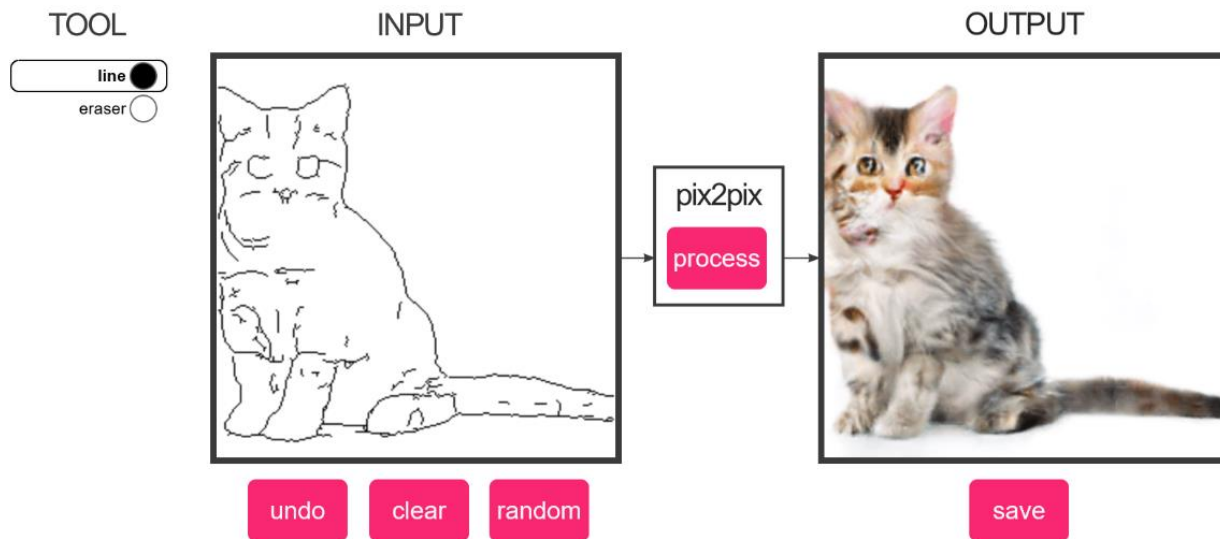 TOOL
INPUT
OUTPUT
line
eraser
pix2pix
process
undo
clear
random
save